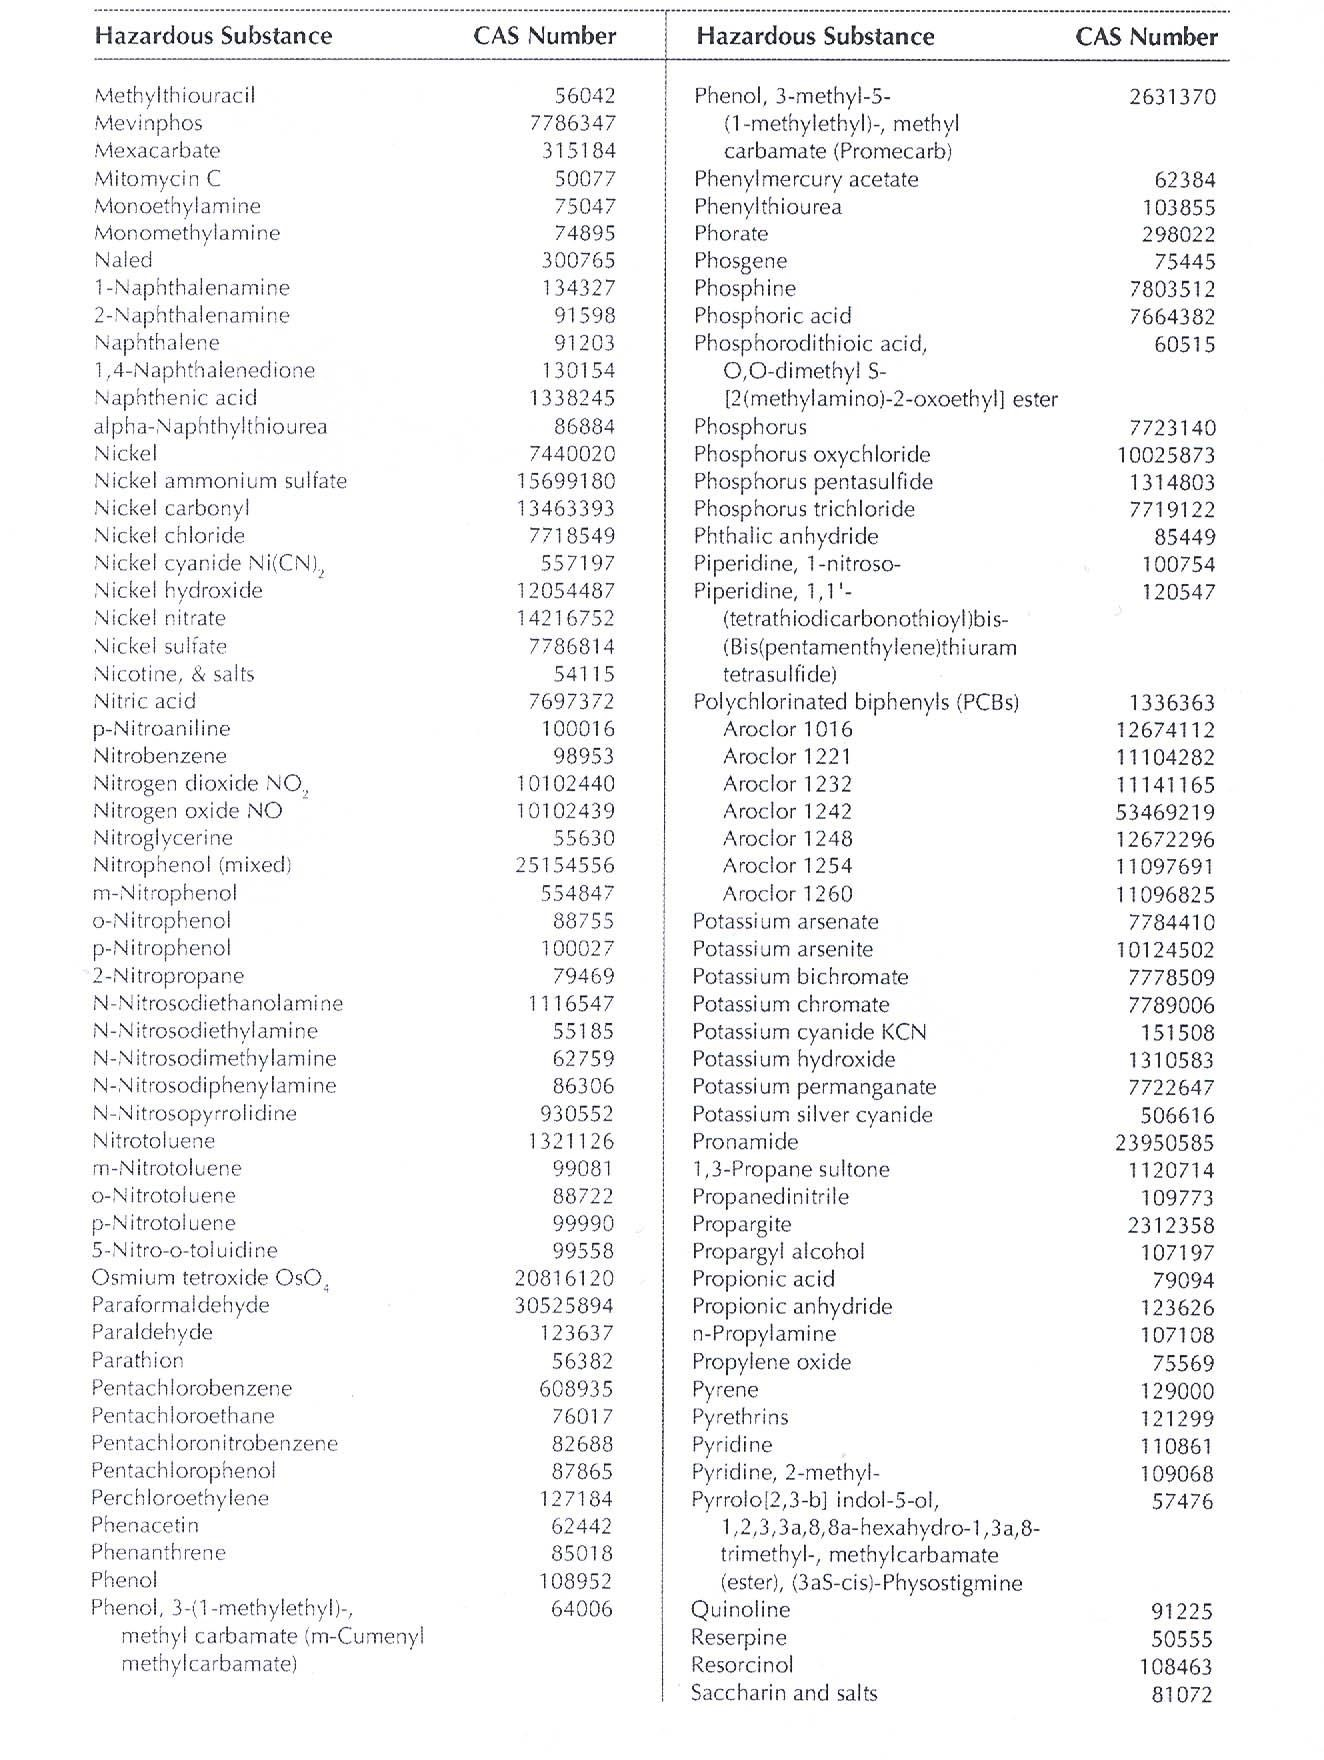 Hazardous Substance CAS Number
Methylthiouracil 56042
Mevinphos 7786347
Mexacarbate 315184
Mitomycin C 50077
Monoethylamine 75047
Monomethylamine 74895
Naled 300765
1-Naphthalenamine 134327
2-Naphthalenamine 91598
Naphthalene 91203
1,4-Naphthalenedione 130154
Naphthenic acid 1338245
alpha-Naphthylthiourea 86884
Nickel 7440020
Nickel ammonium sulfate 15699180
Nickel carbonyl 13463393
Nickel chloride 7718549
Nickel cyanide Ni(CN)₂ 557197
Nickel hydroxide 12054487
Nickel nitrate 14216752
Nickel sulfate 7786814
Nicotine, & salts 54115
Nitric acid 7697372
p-Nitroaniline 100016
Nitrobenzene 98953
Nitrogen dioxide NO₂ 10102440
Nitrogen oxide NO 10102439
Nitroglycerine 55630
Nitrophenol (mixed) 25154556
m-Nitrophenol 554847
o-Nitrophenol 88755
p-Nitrophenol 100027
2-Nitropropane 79469
N-Nitrosodiethanolamine 1116547
N-Nitrosodiethylamine 55185
N-Nitrosodimethylamine 62759
N-Nitrosodiphenylamine 86306
N-Nitrosopyrrolidine 930552
Nitrotoluene 1321126
m-Nitrotoluene 99081
o-Nitrotoluene 88722
p-Nitrotoluene 99990
5-Nitro-o-toluidine 99558
Osmium tetroxide OsO₄ 20816120
Paraformaldehyde 30525894
Paraldehyde 123637
Parathion 56382
Pentachlorobenzene 608935
Pentachloroethane 76017
Pentachloronitrobenzene 82688
Pentachlorophenol 87865
Perchloroethylene 127184
Phenacetin 62442
Phenanthrene 85018
Phenol 108952
Phenol, 3-(1-methylethyl)-, 64006
methyl carbamate (m-Cumenyl
methylcarbamate)
Hazardous Substance CAS Number
Phenol, 3-methyl-5- 2631370
(1-methylethyl)-, methyl
carbamate (Promecarb)
Phenylmercury acetate 62384
Phenylthiourea 103855
Phorate 298022
Phosgene 75445
Phosphine 7803512
Phosphoric acid 7664382
Phosphorodithioic acid, 60515
O,O-dimethyl S-
[2(methylamino)-2-oxoethyl] ester
Phosphorus 7723140
Phosphorus oxychloride 10025873
Phosphorus pentasulfide 1314803
Phosphorus trichloride 7719122
Phthalic anhydride 85449
Piperidine, 1-nitroso- 100754
Piperidine, 1,1'- 120547
(tetrathiodicarbonothioyl)bis-
(Bis(pentamenthylene)thiuram
tetrasulfide)
Polychlorinated biphenyls (PCBs) 1336363
Aroclor 1016 12674112
Aroclor 1221 11104282
Aroclor 1232 11141165
Aroclor 1242 53469219
Aroclor 1248 12672296
Aroclor 1254 11097691
Aroclor 1260 11096825
Potassium arsenate 7784410
Potassium arsenite 10124502
Potassium bichromate 7778509
Potassium chromate 7789006
Potassium cyanide KCN 151508
Potassium hydroxide 1310583
Potassium permanganate 7722647
Potassium silver cyanide 506616
Pronamide 23950585
1,3-Propane sultone 1120714
Propanedinitrile 109773
Propargite 2312358
Propargyl alcohol 107197
Propionic acid 79094
Propionic anhydride 123626
n-Propylamine 107108
Propylene oxide 75569
Pyrene 129000
Pyrethrins 121299
Pyridine 110861
Pyridine, 2-methyl- 109068
Pyrrolo[2,3-b] indol-5-ol, 57476
1,2,3,3a,8,8a-hexahydro-1,3a,8-
trimethyl-, methylcarbamate
(ester), (3aS-cis)-Physostigmine
Quinoline 91225
Reserpine 50555
Resorcinol 108463
Saccharin and salts 81072